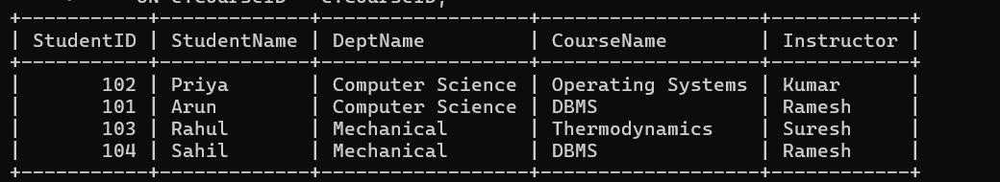 ON e.CourseID = c.CourseID;
+-----------+-------------+------------------+-------------------+------------+
| StudentID | StudentName | DeptName         | CourseName        | Instructor |
+-----------+-------------+------------------+-------------------+------------+
|       102 | Priya       | Computer Science | Operating Systems | Kumar      |
|       101 | Arun        | Computer Science | DBMS              | Ramesh     |
|       103 | Rahul       | Mechanical       | Thermodynamics    | Suresh     |
|       104 | Sahil       | Mechanical       | DBMS              | Ramesh     |
+-----------+-------------+------------------+-------------------+------------+